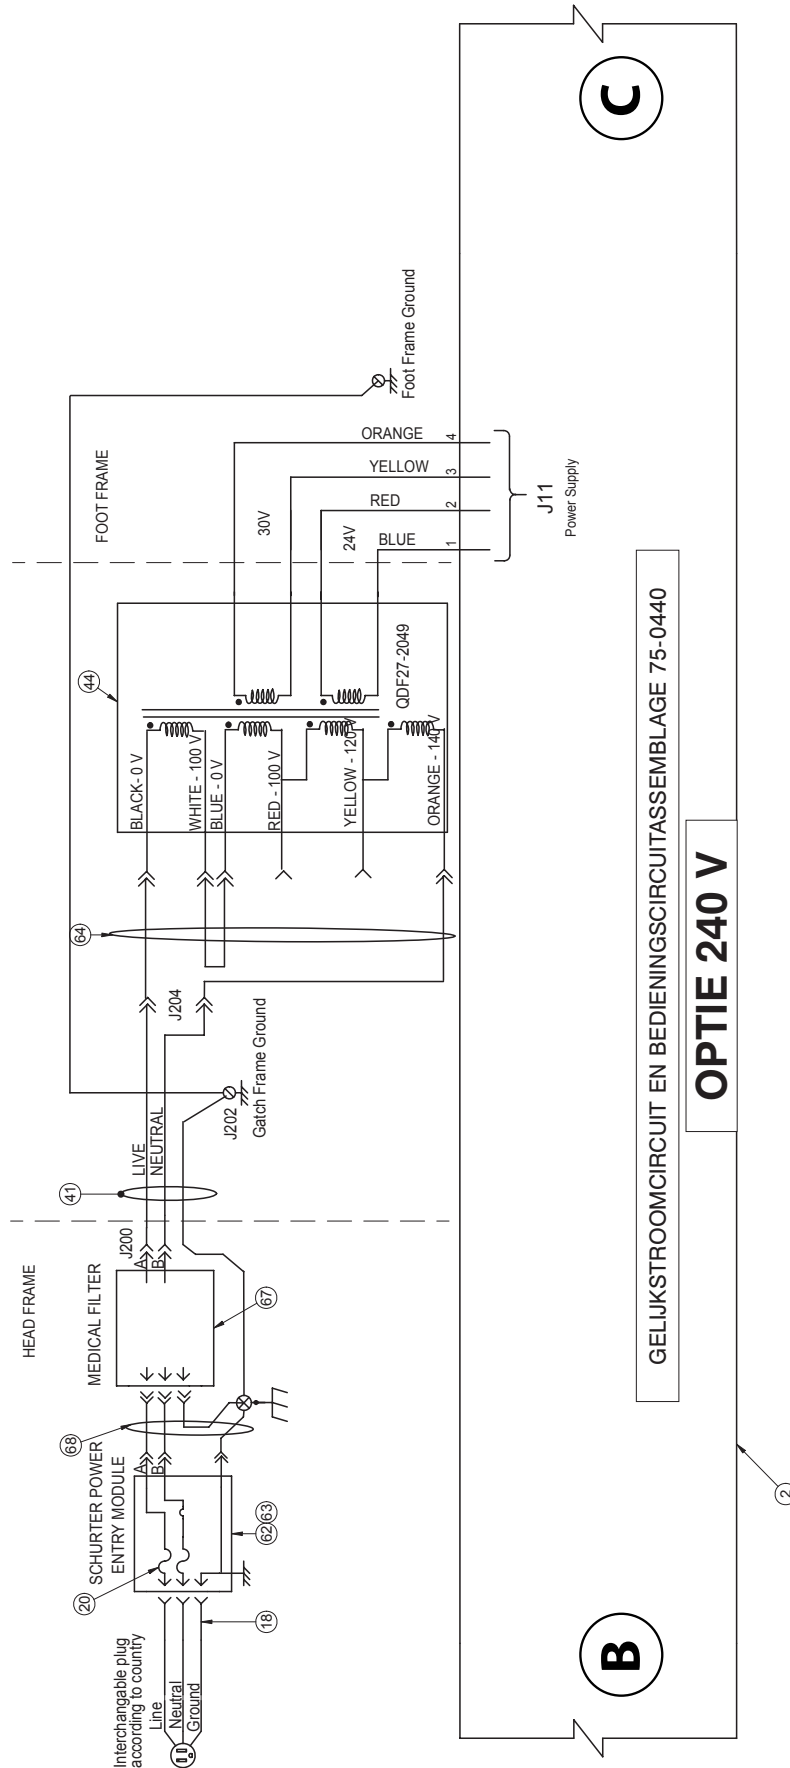 Interchangable plug
according to country
Line
Neutral
Ground
18
20
SCHURTER POWER
ENTRY MODULE
62
63
A
B
68
HEAD FRAME
MEDICAL FILTER
67
A
B
J200
41
LIVE
NEUTRAL
J202
Gatch Frame Ground
J204
64
44
BLACK- 0 V
WHITE - 100 V
BLUE - 0 V
RED - 100 V
YELLOW - 120 V
ORANGE - 140 V
QDF27-2049
FOOT FRAME
30V
24V
ORANGE 4
YELLOW 3
RED 2
BLUE 1
J11
Power Supply
Foot Frame Ground
B
C
GELIJKSTROOMCIRCUIT EN BEDIENINGSCIRCUITASSEMBLAGE 75-0440
OPTIE 240 V
2